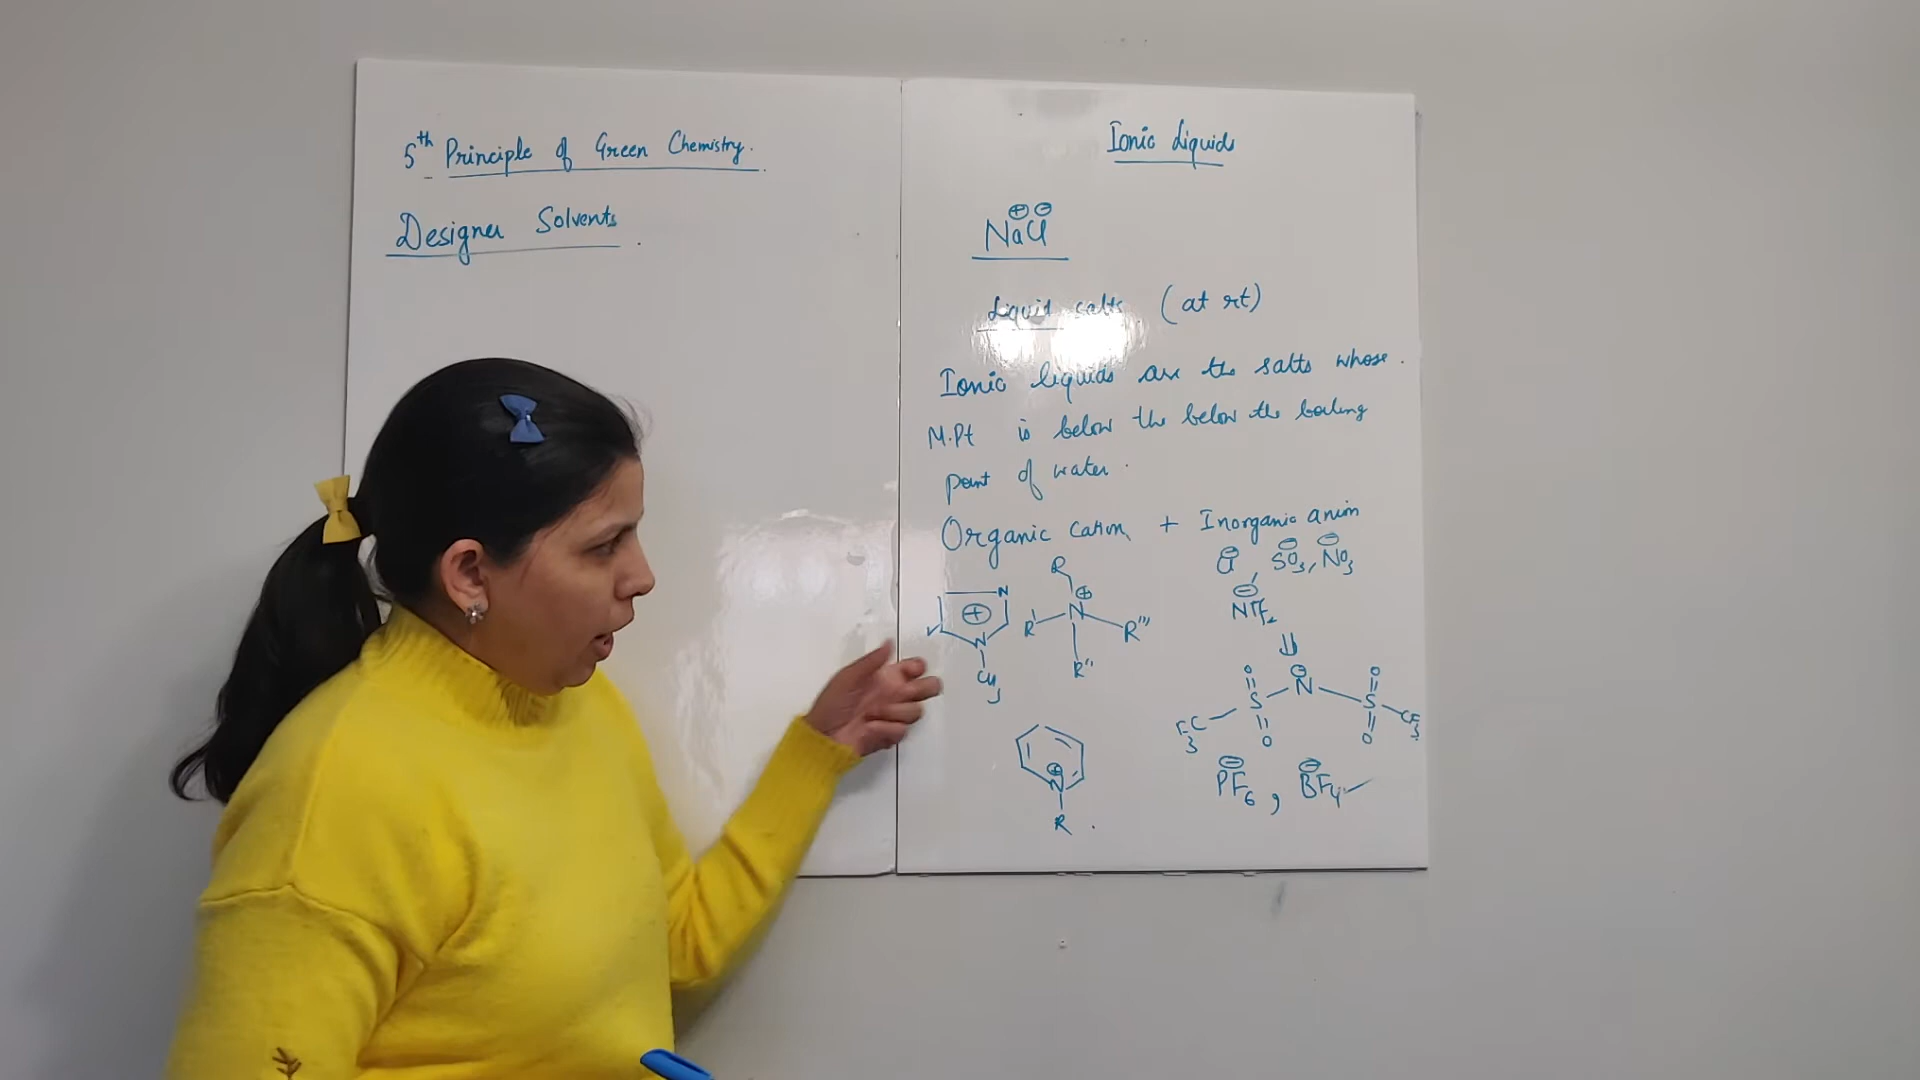 5th Principle of Green Chemistry.
Designer Solvents
Ionic Liquids
⊕ ⊖
NaCl
Liquid salts (at rt)
Ionic liquids are the salts whose
M.Pt is below the below the boiling
point of water.
Organic cation + Inorganic anion
Cl⊖, SO3⊖, NO3⊖
NTf2⊖
N ⊕ N CH3
R N⊕ R' R'' R'''
⇓
F3C S O O N⊖ S O O CF3
N⊕ R
PF6⊖, BF4⊖